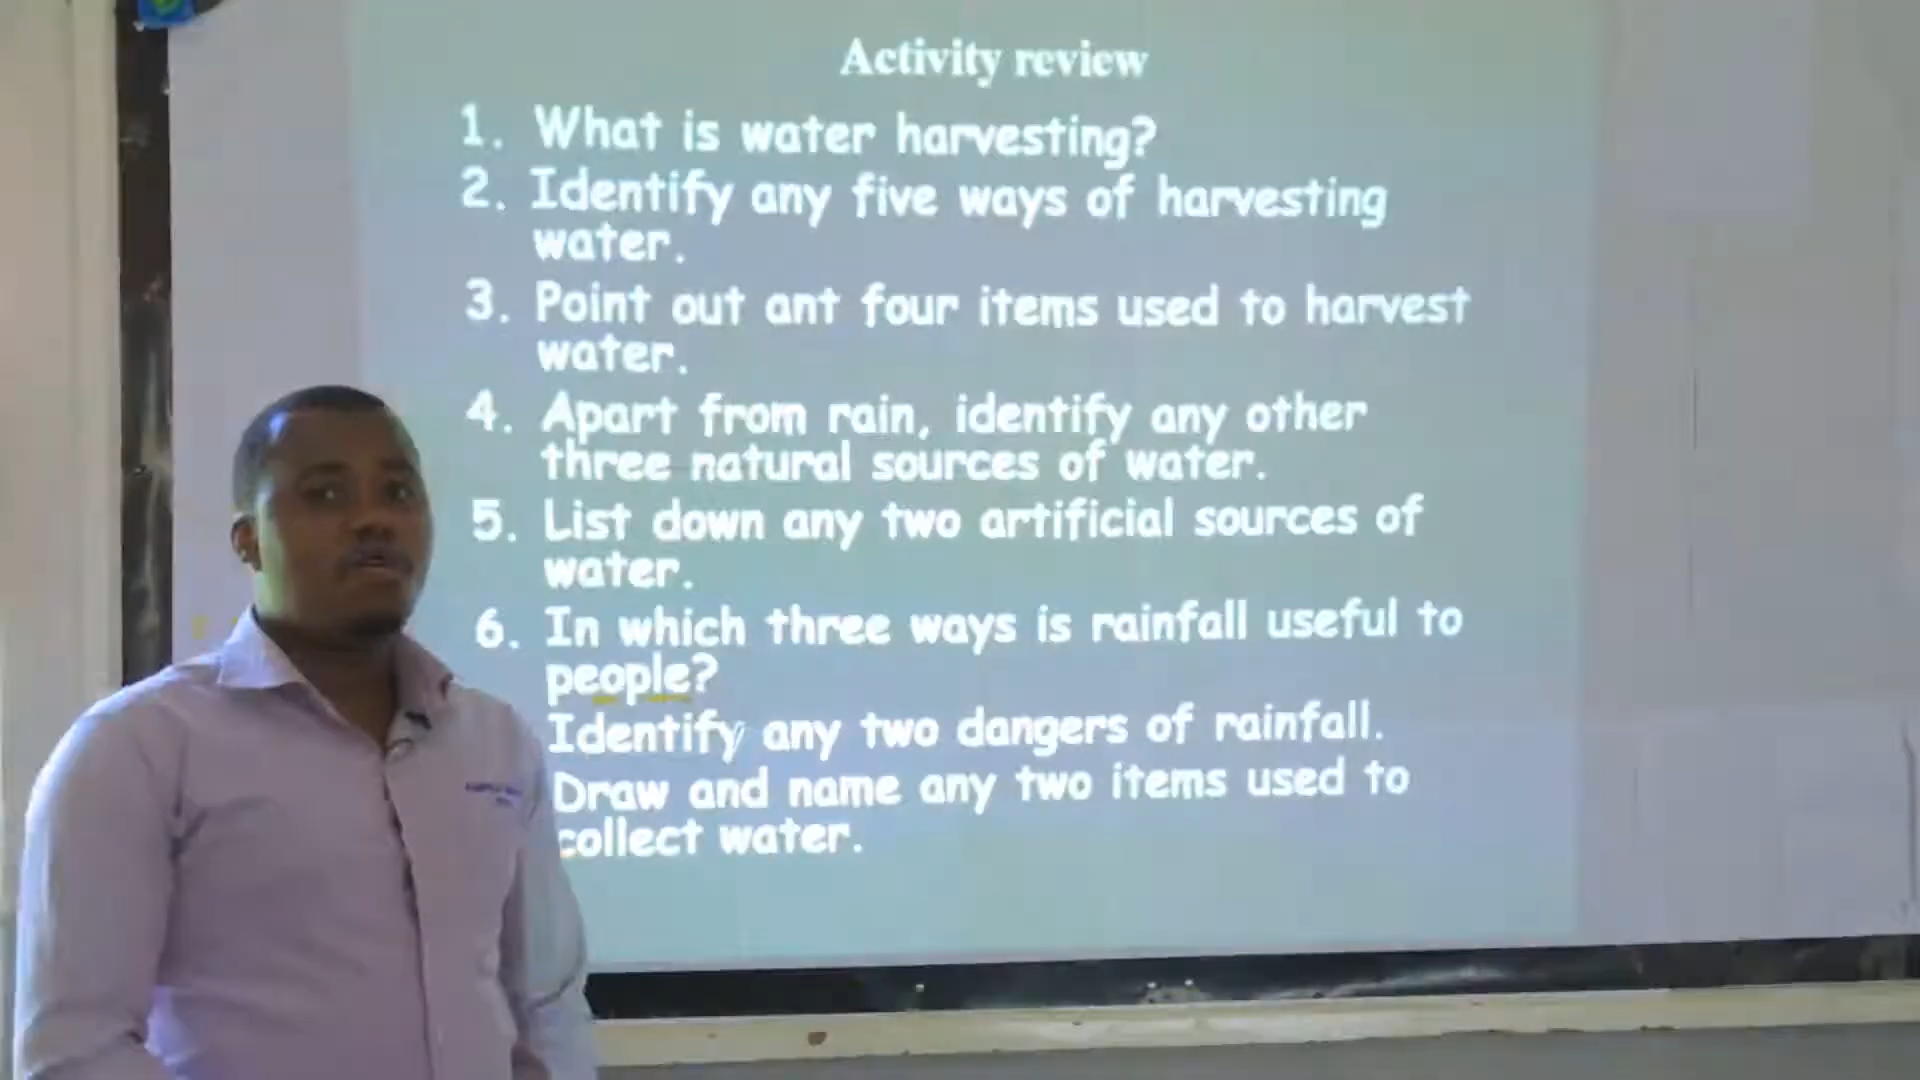 Activity review
1. What is water harvesting?
2. Identify any five ways of harvesting
water.
3. Point out ant four items used to harvest
water.
4. Apart from rain, identify any other
three natural sources of water.
5. List down any two artificial sources of
water.
6. In which three ways is rainfall useful to
people?
Identify any two dangers of rainfall.
Draw and name any two items used to
collect water.